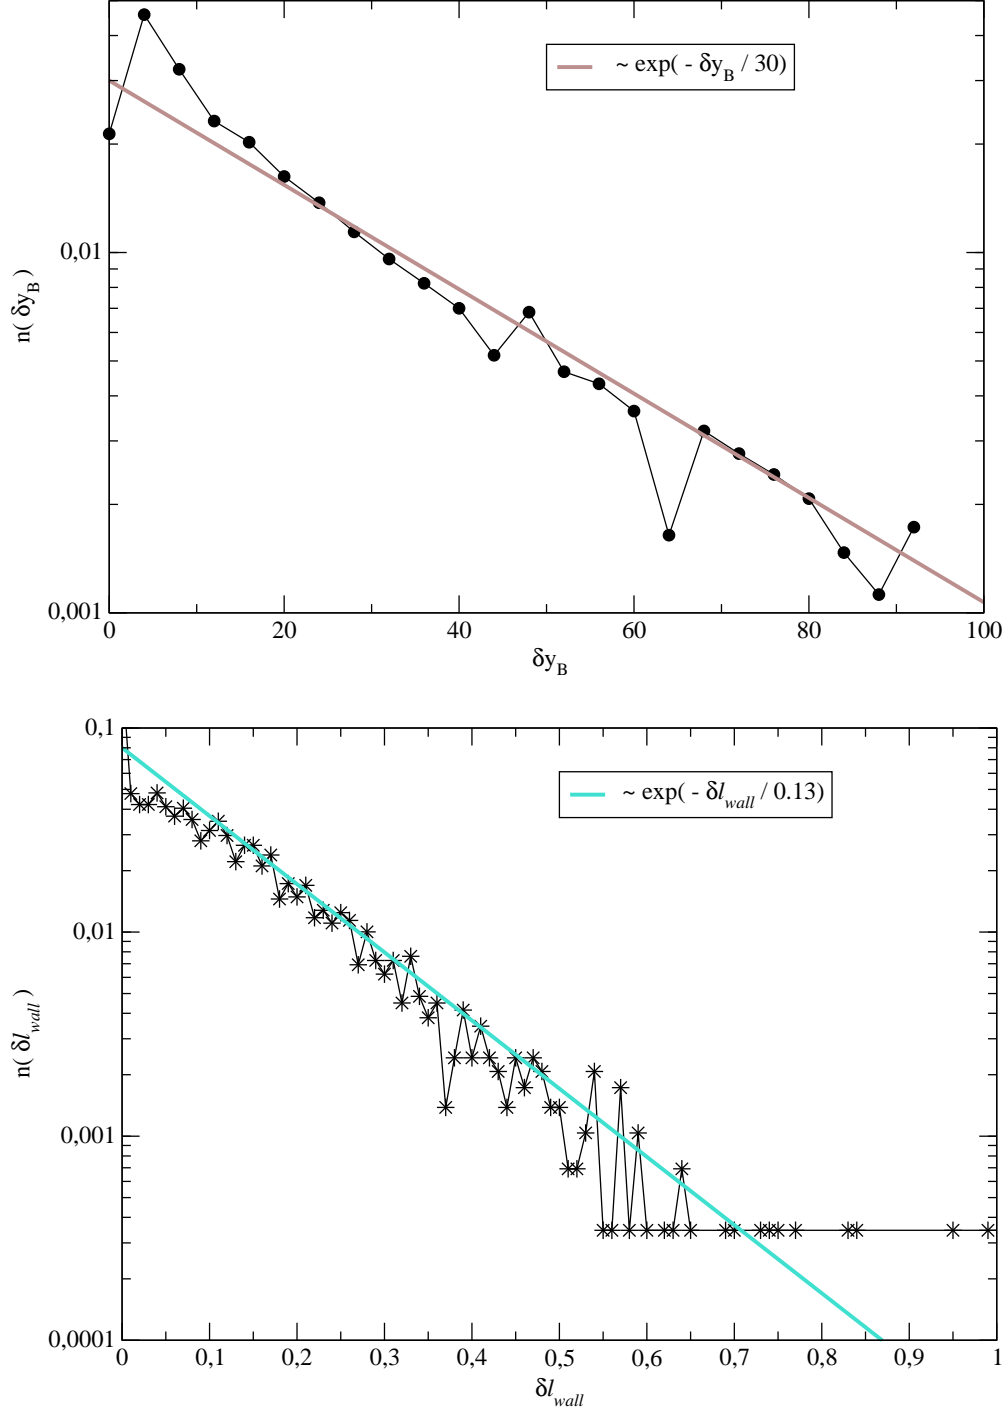 ~ exp( - δy_B / 30)
0,01
n( δy_B )
0,001
0 20 40 60 80 100
δy_B
0,1
~ exp( - δl_wall / 0.13)
0,01
n( δl_wall )
0,001
0,0001
0 0,1 0,2 0,3 0,4 0,5 0,6 0,7 0,8 0,9 1
δl_wall